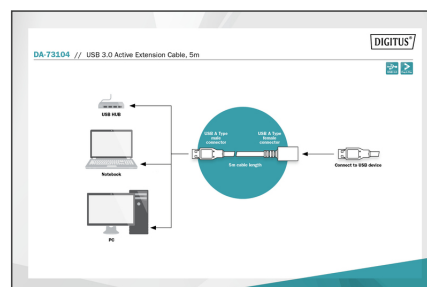 DIGITUS®
DA-73104 // USB 3.0 Active Extension Cable, 5m
USB HUB
USB A Type
male
connector
USB A Type
female
connector
5m cable length
Connect to USB device
Notebook
PC